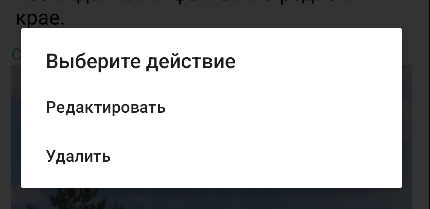 крае.
Выберите действие
Редактировать
Удалить